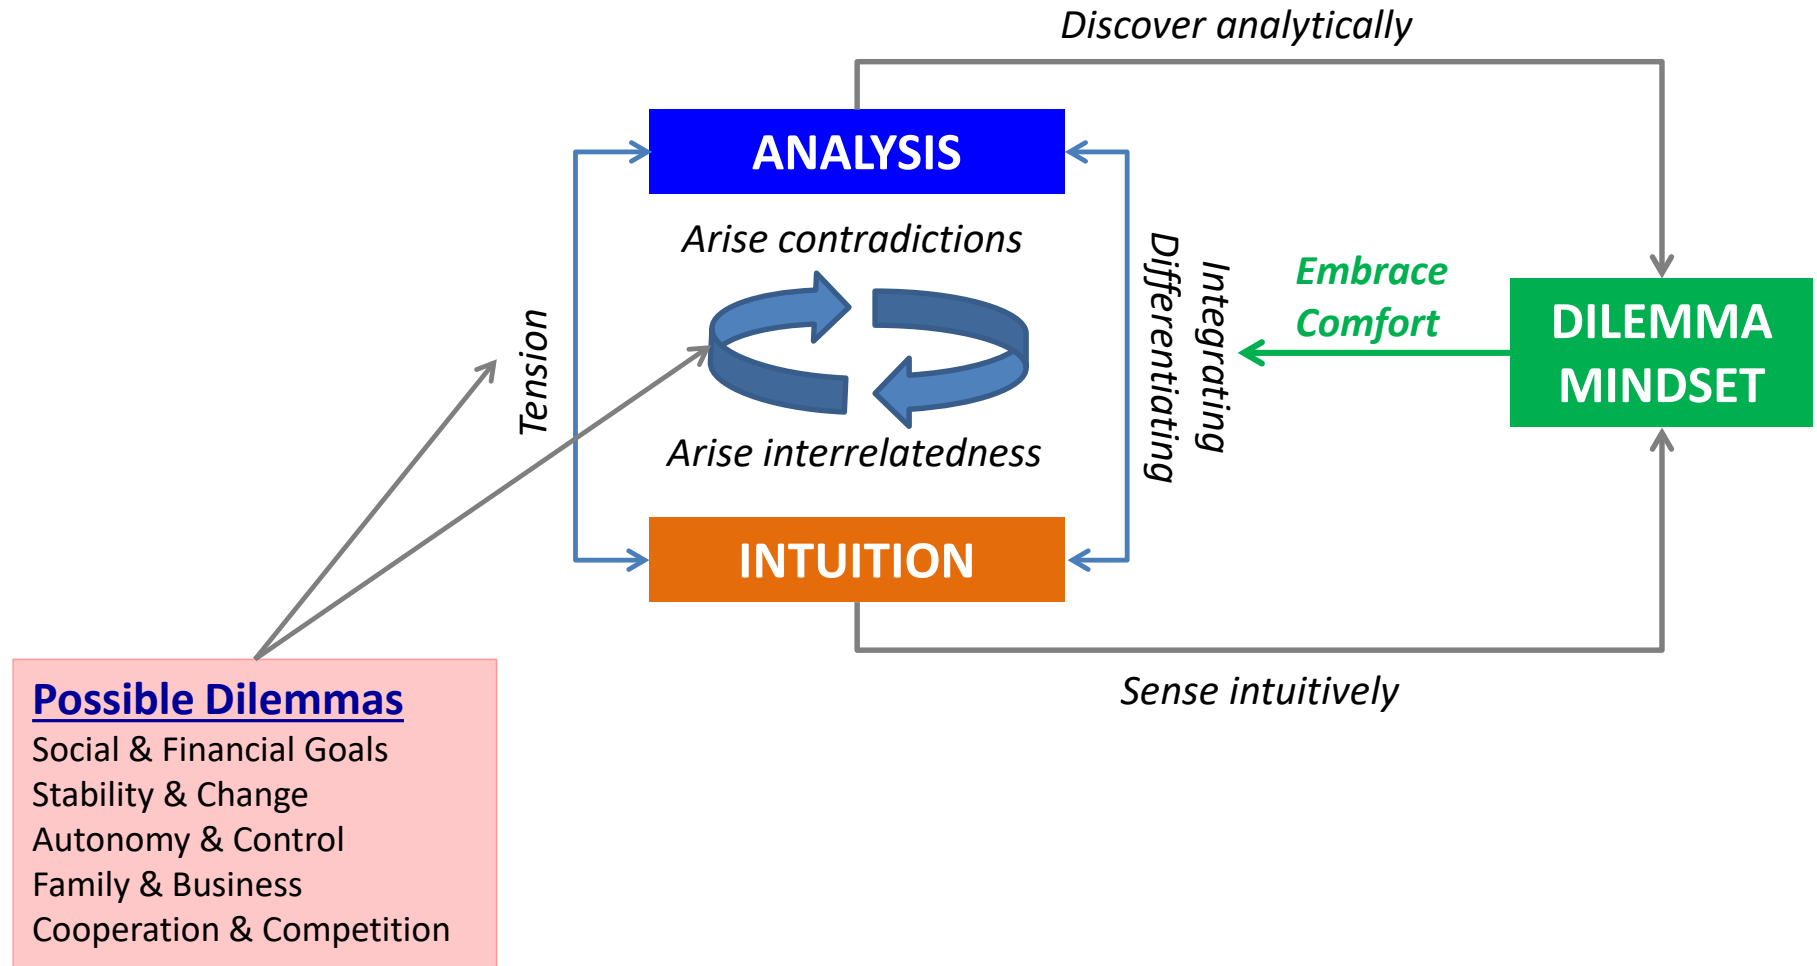 Discover analytically
ANALYSIS
Arise contradictions
Tension
Integrating
Differentiating
Embrace
Comfort
DILEMMA
MINDSET
Arise interrelatedness
INTUITION
Sense intuitively
Possible Dilemmas
Social & Financial Goals
Stability & Change
Autonomy & Control
Family & Business
Cooperation & Competition